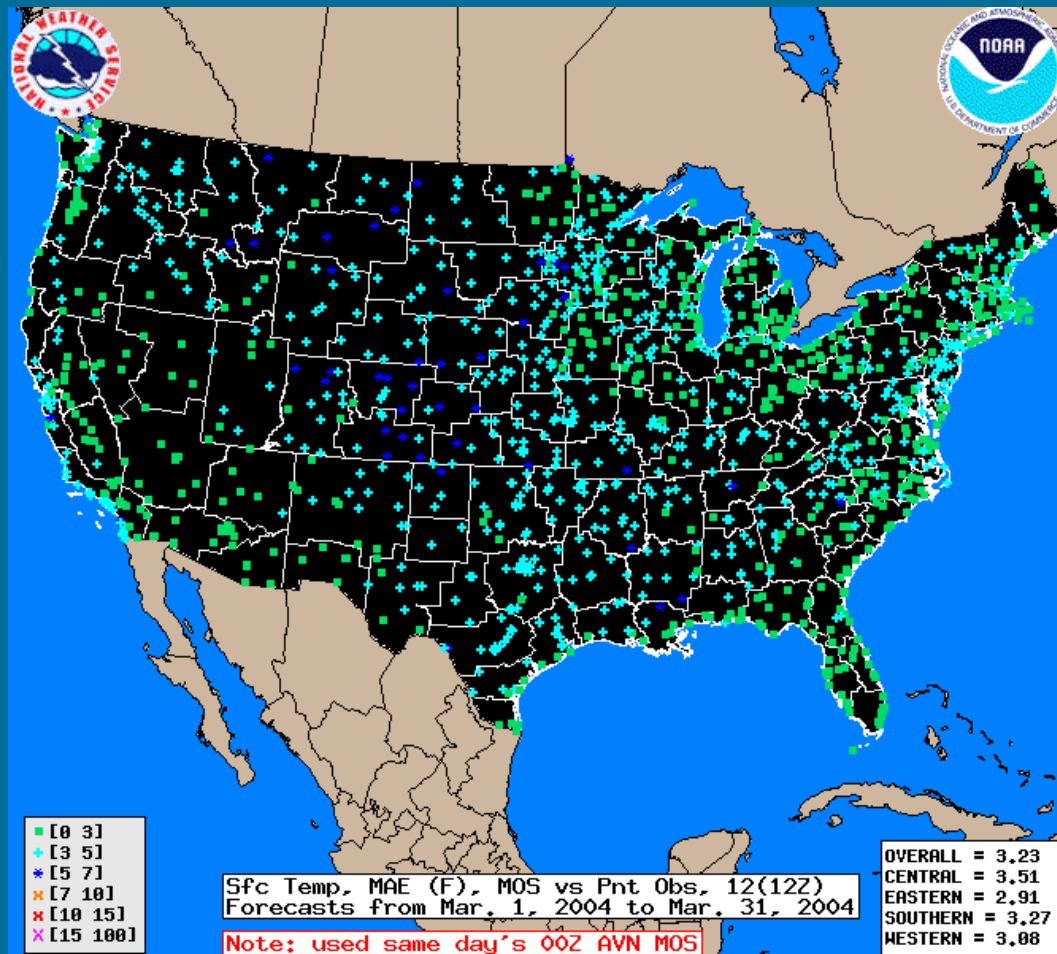 NATIONAL WEATHER SERVICE
NATIONAL OCEANIC AND ATMOSPHERIC
NOAA
U.S. DEPARTMENT OF COMMERCE
[0 3]
[3 5]
[5 7]
[7 10]
[10 15]
[15 100]
Sfc Temp, MAE (F), MOS vs Pnt Obs, 12(12Z)
Forecasts from Mar. 1, 2004 to Mar. 31, 2004
Note: used same day's 00Z AVN MOS
OVERALL = 3.23
CENTRAL = 3.51
EASTERN = 2.91
SOUTHERN = 3.27
WESTERN = 3.08